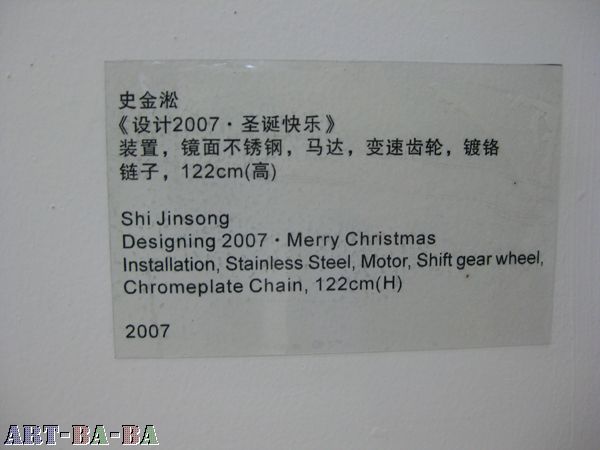 史金淞
《设计2007·圣诞快乐》
装置，镜面不锈钢，马达，变速齿轮，镀铬
链子，122cm(高)
Shi Jinsong
Designing 2007·Merry Christmas
Installation, Stainless Steel, Motor, Shift gear wheel,
Chromeplate Chain, 122cm(H)
2007
ART-BA-BA